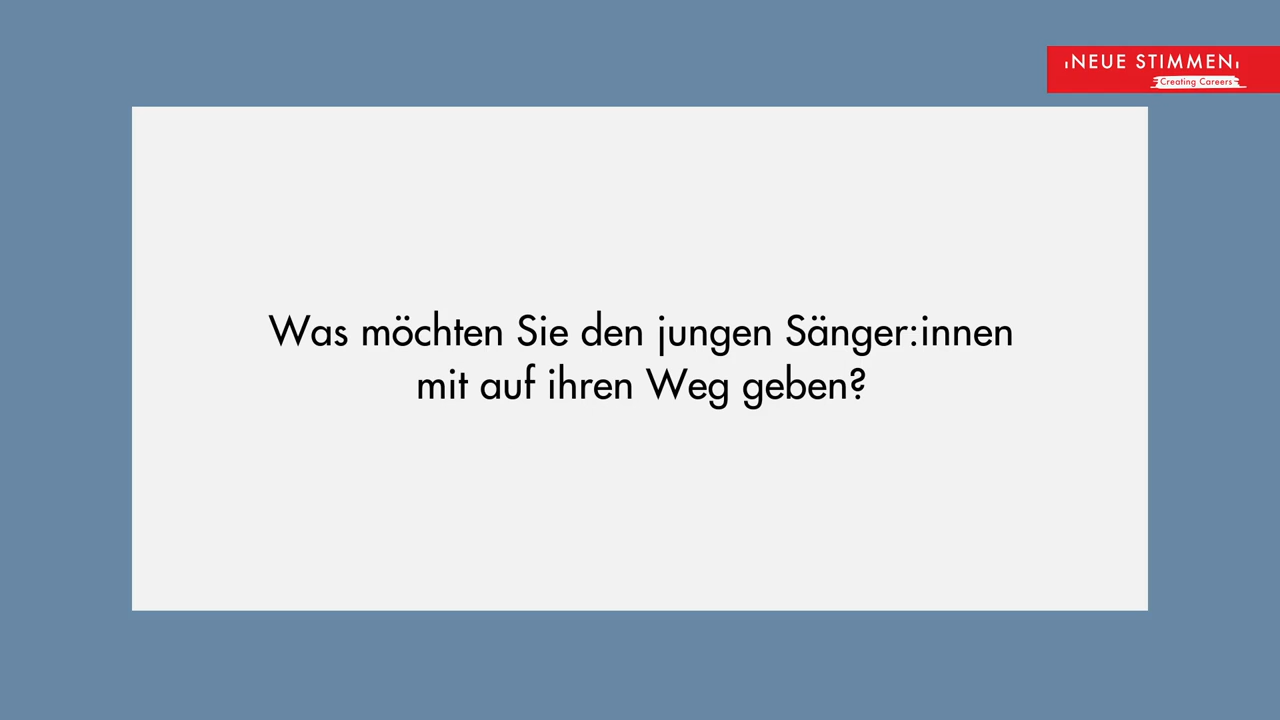 NEUE STIMMEN
Creating Careers
Was möchten Sie den jungen Sänger:innen
mit auf ihren Weg geben?